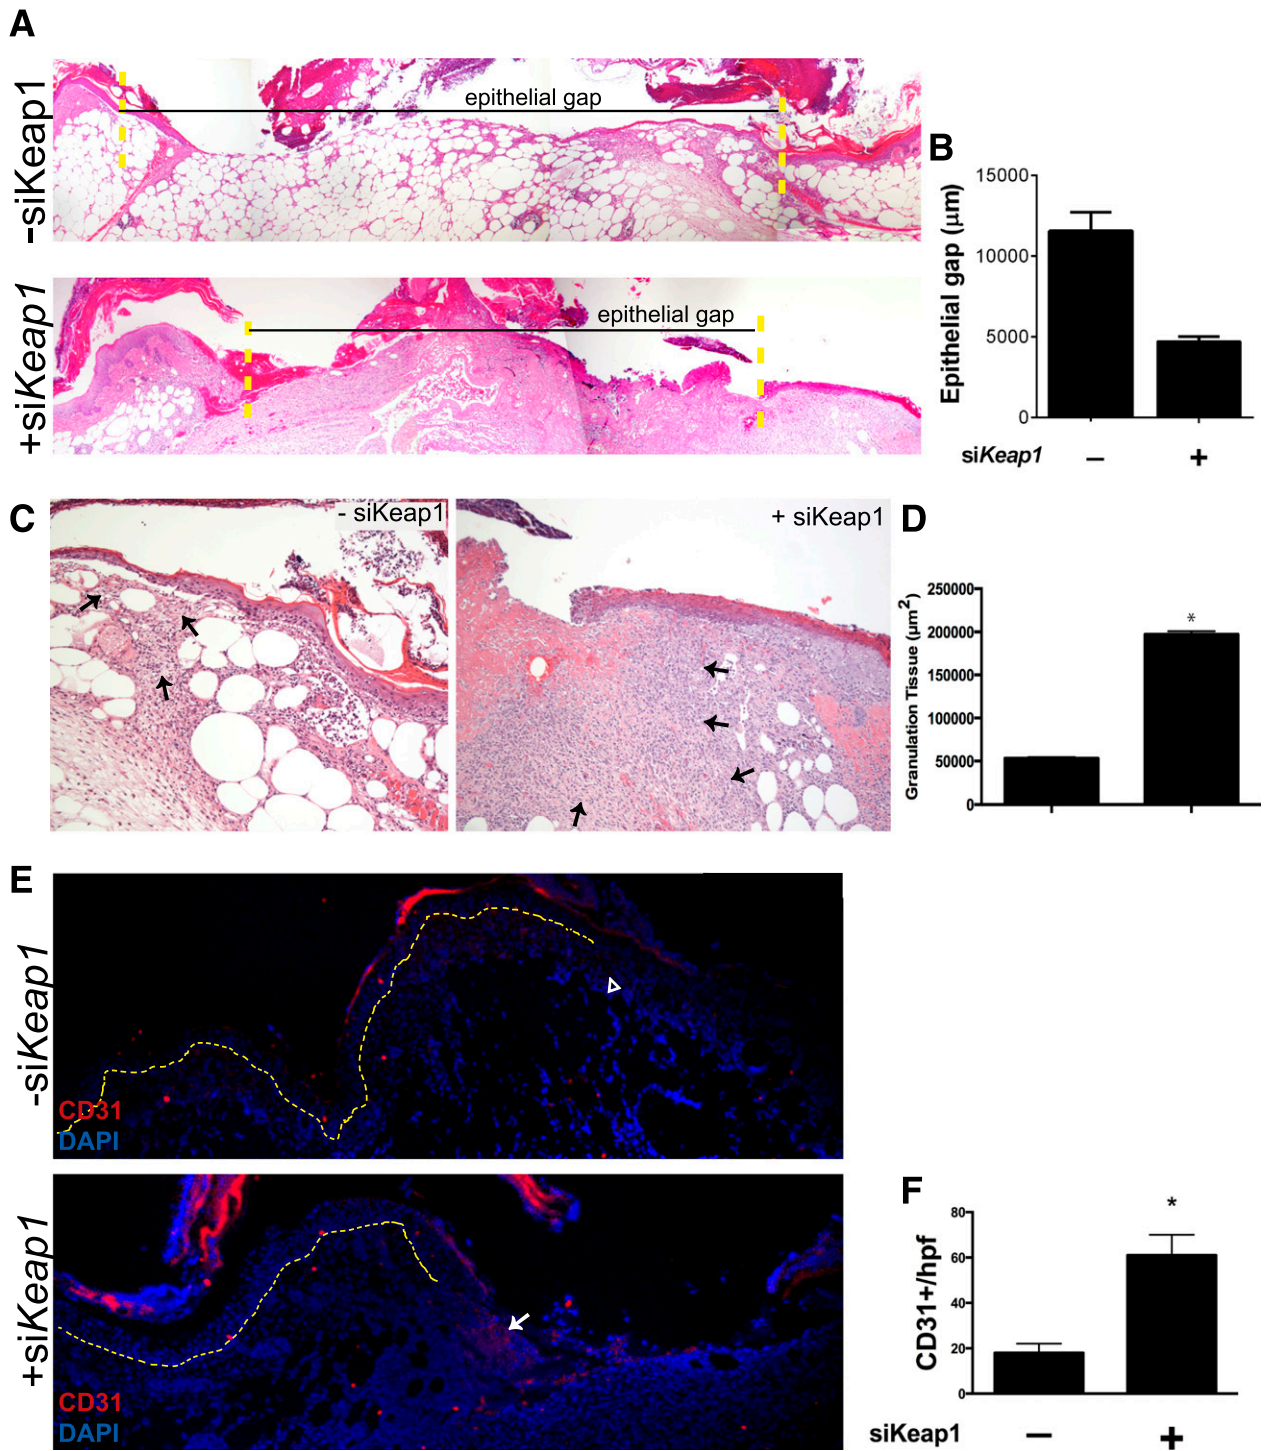 A
-siKeap1
epithelial gap
+siKeap1
epithelial gap
B
Epithelial gap (μm)
15000
10000
5000
0
siKeap1 – +
C
- siKeap1
+ siKeap1
D
Granulation Tissue (μm²)
250000
200000
150000
100000
50000
0
*
E
-siKeap1
CD31
DAPI
+siKeap1
CD31
DAPI
F
CD31+/hpf
80
60
40
20
0
*
siKeap1 – +